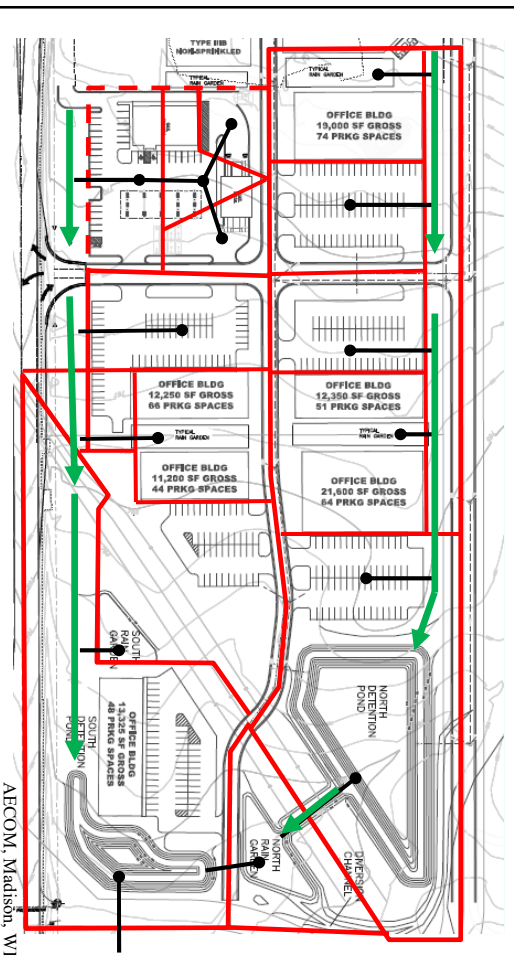 TYPE IIIB
NON-SPRINKLED
TYPICAL
RAIN GARDEN
TYPICAL
RAIN GARDEN
OFFICE BLDG
19,000 SF GROSS
74 PRKG SPACES
OFFICE BLDG
12,250 SF GROSS
66 PRKG SPACES
OFFICE BLDG
12,350 SF GROSS
51 PRKG SPACES
TYPICAL
RAIN GARDEN
TYPICAL
RAIN GARDEN
OFFICE BLDG
11,200 SF GROSS
44 PRKG SPACES
OFFICE BLDG
21,600 SF GROSS
64 PRKG SPACES
SOUTH
RAIN
GARDEN
NORTH
DETENTION
POND
OFFICE BLDG
13,325 SF GROSS
48 PRKG SPACES
SOUTH
DETENTION
POND
NORTH
RAIN
GARDEN
DIVERSION
CHANNEL
AECOM, Madison, WI